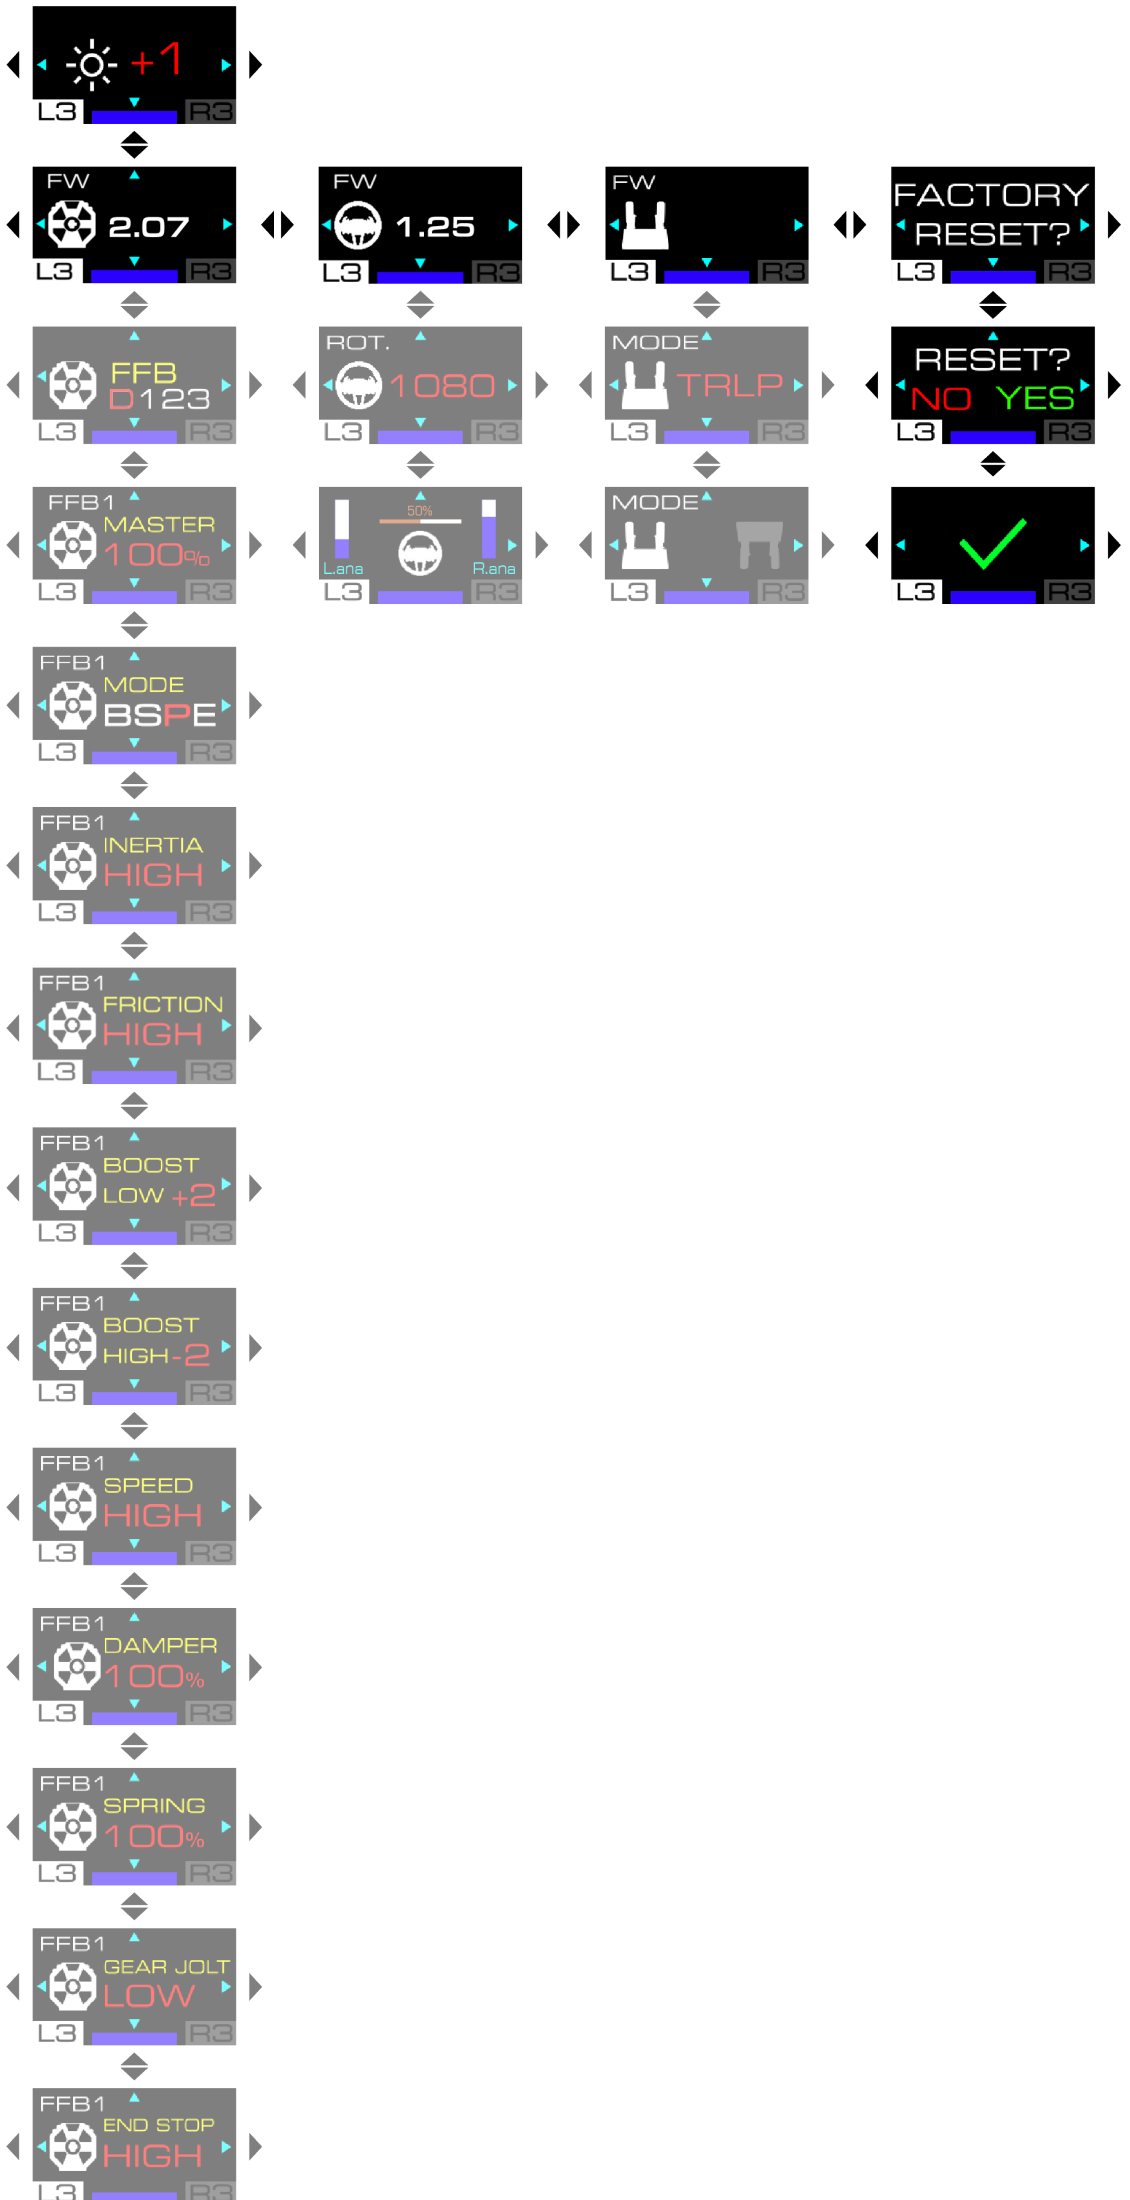 +1
L3 R3
FW
2.07
L3 R3
FW
1.25
L3 R3
FW
L3 R3
FACTORY
RESET?
L3 R3
FFB
D123
L3 R3
ROT.
1080
L3 R3
MODE
TRLP
L3 R3
RESET?
NO YES
L3 R3
FFB1
MASTER
100%
L3 R3
50%
L.ana R.ana
L3 R3
MODE
L3 R3
L3 R3
FFB1
MODE
BSPE
L3 R3
FFB1
INERTIA
HIGH
L3 R3
FFB1
FRICTION
HIGH
L3 R3
FFB1
BOOST
LOW +2
L3 R3
FFB1
BOOST
HIGH -2
L3 R3
FFB1
SPEED
HIGH
L3 R3
FFB1
DAMPER
100%
L3 R3
FFB1
SPRING
100%
L3 R3
FFB1
GEAR JOLT
LOW
L3 R3
FFB1
END STOP
HIGH
L3 R3